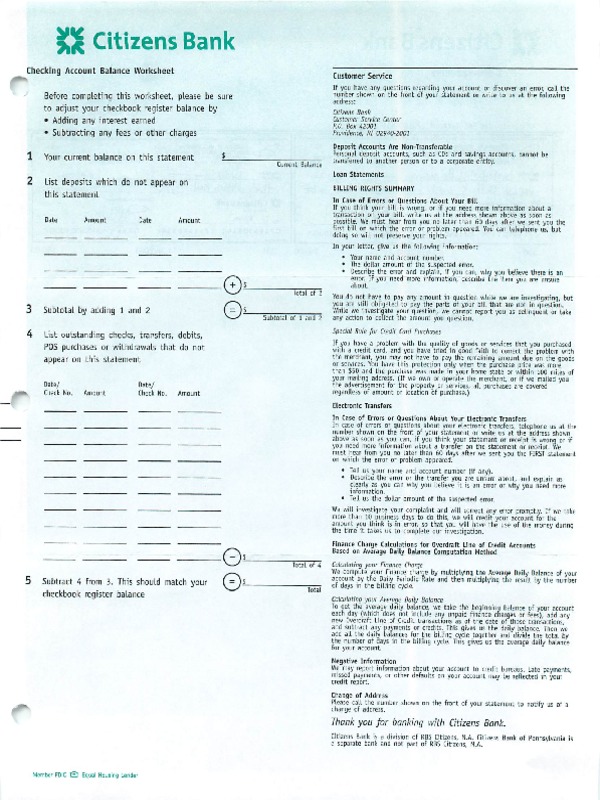 Citizens Bank
Checking Account Balance Worksheet
Before completing this worksheet, please be sure
to adjust your checkbook register balance by
• Adding any interest earned
• Subtracting any fees or other charges
1 Your current balance on this statement $
Current Balance
2 List deposits which do not appear on
this statement
Date Amount Date Amount
+ $
Total of 2
3 Subtotal by adding 1 and 2 = $
Subtotal of 1 and 2
4 List outstanding checks, transfers, debits,
POS purchases or withdrawals that do not
appear on this statement
Date/ Date/
Check No. Amount Check No. Amount
− $
Total of 4
5 Subtract 4 from 3. This should match your = $
checkbook register balance
Total
Customer Service
If you have any questions regarding your account or discover an error, call the
number shown on the front of your statement or write to us at the following
address:
Citizens Bank
Customer Service Center
P.O. Box 42001
Providence, RI 02940-2001
Deposit Accounts Are Non-Transferable
Personal deposit accounts, such as CDs and savings accounts, cannot be
transferred to another person or to a corporate entity.
Loan Statements
BILLING RIGHTS SUMMARY
In Case of Errors or Questions About Your Bill
If you think your bill is wrong, or if you need more information about a
transaction on your bill, write us at the address shown above as soon as
possible. We must hear from you no later than 60 days after we sent you the
first bill on which the error or problem appeared. You can telephone us, but
doing so will not preserve your rights.
In your letter, give us the following information:
• Your name and account number.
• The dollar amount of the suspected error.
• Describe the error and explain, if you can, why you believe there is an
error. If you need more information, describe the item you are unsure
about.
You do not have to pay any amount in question while we are investigating, but
you are still obligated to pay the parts of your bill that are not in question.
While we investigate your question, we cannot report you as delinquent or take
any action to collect the amount you question.
Special Rule for Credit Card Purchases
If you have a problem with the quality of goods or services that you purchased
with a credit card, and you have tried in good faith to correct the problem with
the merchant, you may not have to pay the remaining amount due on the goods
or services. You have this protection only when the purchase price was more
than $50 and the purchase was made in your home state or within 100 miles of
your mailing address. (If we own or operate the merchant, or if we mailed you
the advertisement for the property or services, all purchases are covered
regardless of amount or location of purchase.)
Electronic Transfers
In Case of Errors or Questions About Your Electronic Transfers
In case of errors or questions about your electronic transfers, telephone us at the
number shown on the front of your statement or write us at the address shown
above as soon as you can, if you think your statement or receipt is wrong or if
you need more information about a transfer on the statement or receipt. We
must hear from you no later than 60 days after we sent you the FIRST statement
on which the error or problem appeared.
• Tell us your name and account number (if any).
• Describe the error or the transfer you are unsure about, and explain as
clearly as you can why you believe it is an error or why you need more
information.
• Tell us the dollar amount of the suspected error.
We will investigate your complaint and will correct any error promptly. If we take
more than 10 business days to do this, we will credit your account for the
amount you think is in error, so that you will have the use of the money during
the time it takes us to complete our investigation.
Finance Charge Calculations for Overdraft Line of Credit Accounts
Based on Average Daily Balance Computation Method
Calculating your Finance Charge
We compute your Finance charge by multiplying the Average Daily Balance of your
account by the Daily Periodic Rate and then multiplying the result by the number
of days in the billing cycle.
Calculating your Average Daily Balance
To get the average daily balance, we take the beginning balance of your account
each day (which does not include any unpaid finance charges or fees), add any
new Overdraft Line of Credit transactions as of the date of those transactions,
and subtract any payments or credits. This gives us the daily balance. Then we
add all the daily balances for the billing cycle together and divide the total by
the number of days in the billing cycle. This gives us the average daily balance
for your account.
Negative Information
We may report information about your account to credit bureaus. Late payments,
missed payments, or other defaults on your account may be reflected in your
credit report.
Change of Address
Please call the number shown on the front of your statement to notify us of a
change of address.
Thank you for banking with Citizens Bank.
Citizens Bank is a division of RBS Citizens, N.A. Citizens Bank of Pennsylvania is
a separate bank and not part of RBS Citizens, N.A.
Member FDIC Equal Housing Lender